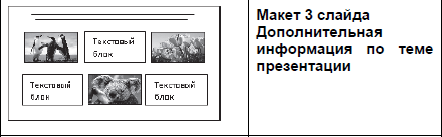 Текстовый
блок
Текстовый
блок
Текстовый
блок
Макет 3 слайда
Дополнительная
информация по теме
презентации